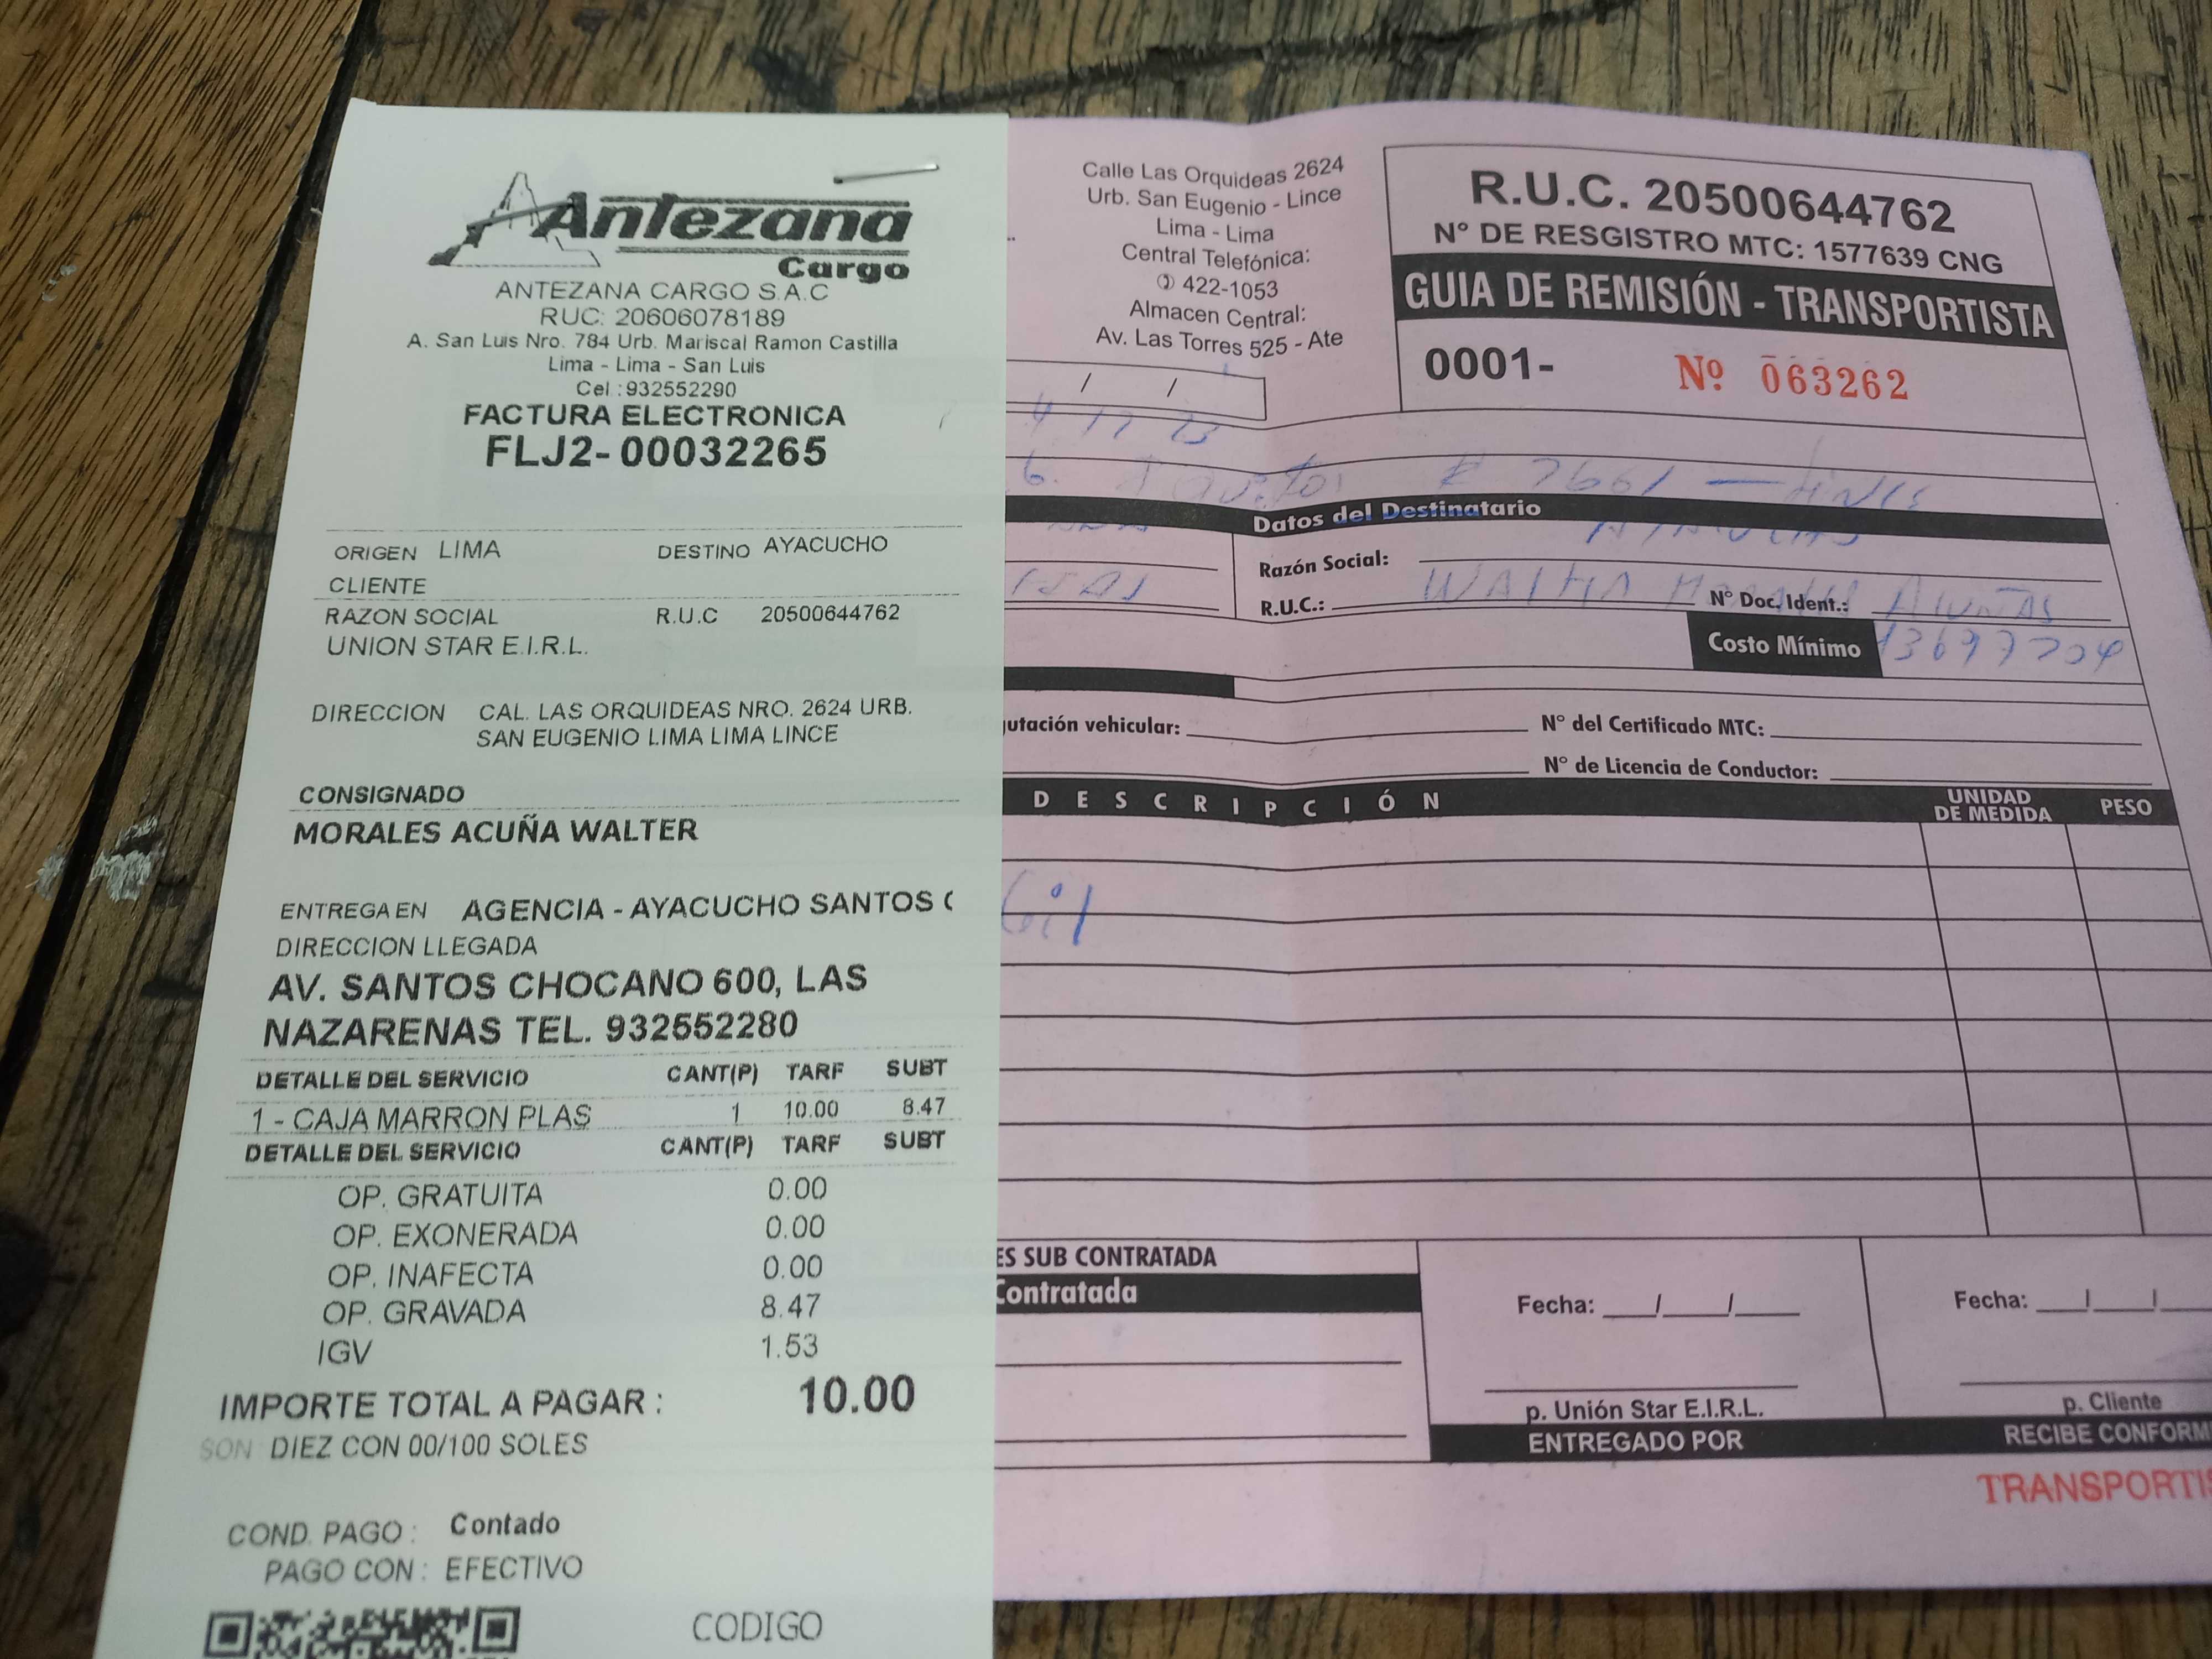 Antezana
Cargo
ANTEZANA CARGO S.A.C
RUC: 20606078189
A. San Luis Nro. 784 Urb. Mariscal Ramon Castilla
Lima - Lima - San Luis
Cel.:932552290
FACTURA ELECTRONICA
FLJ2-00032265
ORIGEN LIMA DESTINO AYACUCHO
CLIENTE
RAZON SOCIAL R.U.C 20500644762
UNION STAR E.I.R.L.
DIRECCION CAL. LAS ORQUIDEAS NRO. 2624 URB.
SAN EUGENIO LIMA LIMA LINCE
CONSIGNADO
MORALES ACUÑA WALTER
ENTREGA EN AGENCIA - AYACUCHO SANTOS
DIRECCION LLEGADA
AV. SANTOS CHOCANO 600, LAS
NAZARENAS TEL. 932552280
DETALLE DEL SERVICIO CANT(P) TARF SUBT
1 - CAJA MARRON PLAS 1 10.00 8.47
DETALLE DEL SERVICIO CANT(P) TARF SUBT
OP. GRATUITA 0.00
OP. EXONERADA 0.00
OP. INAFECTA 0.00
OP. GRAVADA 8.47
IGV 1.53
IMPORTE TOTAL A PAGAR : 10.00
SON DIEZ CON 00/100 SOLES
COND. PAGO : Contado
PAGO CON : EFECTIVO
CODIGO
Calle Las Orquideas 2624
Urb. San Eugenio - Lince
Lima - Lima
Central Telefónica:
422-1053
Almacen Central:
Av. Las Torres 525 - Ate
R.U.C. 20500644762
N° DE RESGISTRO MTC: 1577639 CNG
GUIA DE REMISIÓN - TRANSPORTISTA
0001- Nº 063262
/ /
4 12 23
Datos del Destinatario
Razón Social:
R.U.C.: N° Doc. Ident.:
Costo Mínimo
utación vehicular: N° del Certificado MTC:
N° de Licencia de Conductor:
DESCRIPCIÓN UNIDAD DE MEDIDA PESO
ES SUB CONTRATADA
Contratada
Fecha: / / Fecha: / /
p. Unión Star E.I.R.L. p. Cliente
ENTREGADO POR RECIBE CONFORM
TRANSPORTIS